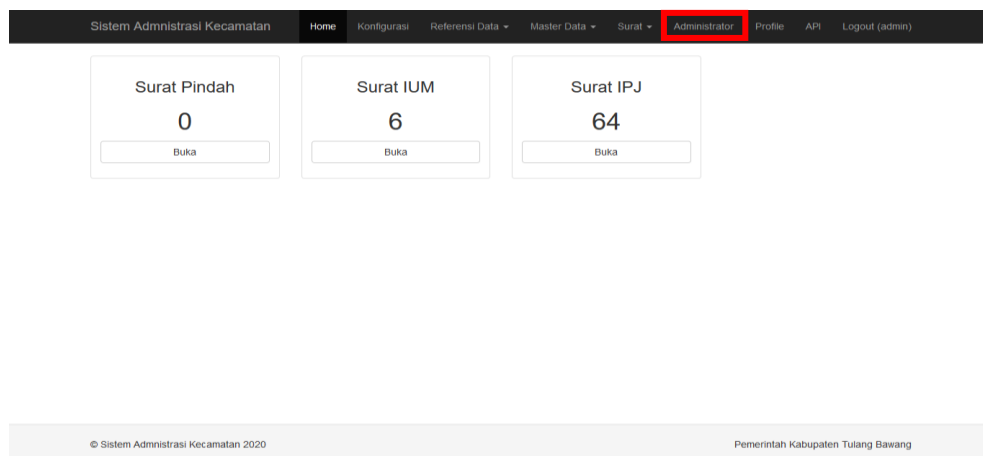 Sistem Admnistrasi Kecamatan Home Konfigurasi Referensi Data Master Data Surat Administrator Profile API Logout (admin)
Surat Pindah Surat IUM Surat IPJ
0 6 64
Buka Buka Buka
© Sistem Admnistrasi Kecamatan 2020 Pemerintah Kabupaten Tulang Bawang